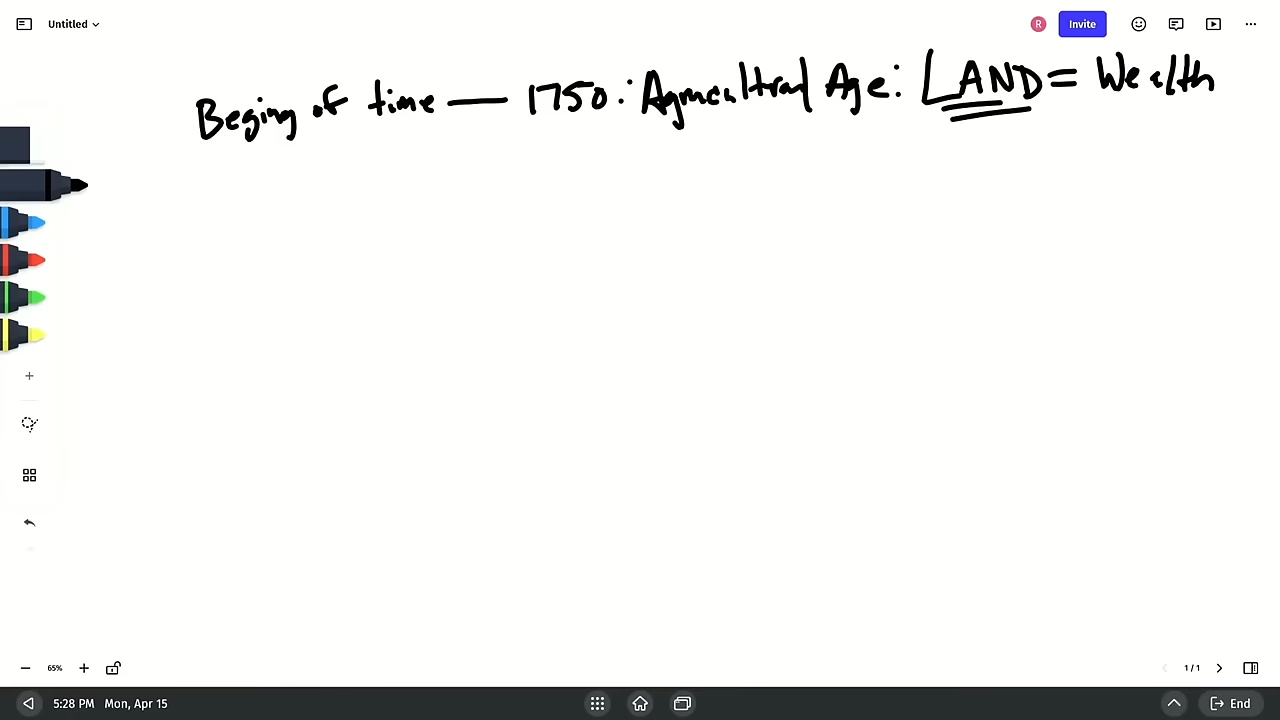 Untitled
R
Invite
Beging of time — 1750: Agricultral Age: LAND = Wealth
65%
1 / 1
5:28 PM Mon, Apr 15
End